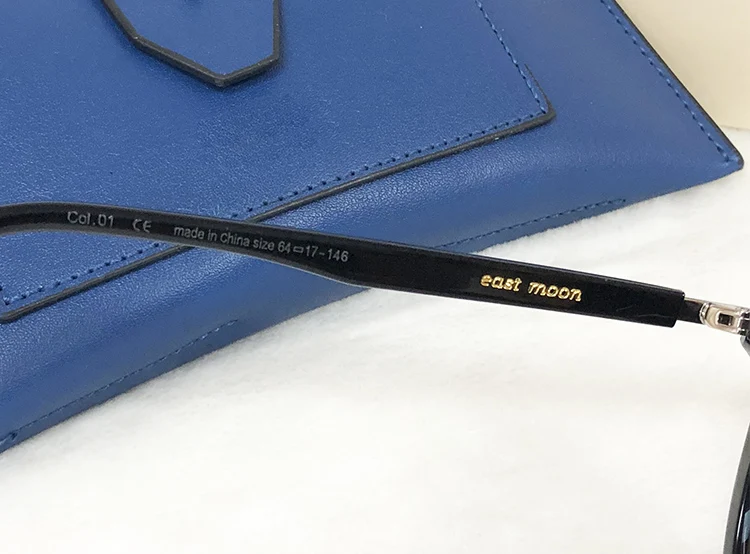 Col.01 CE made in china size 64▭17-146
east moon